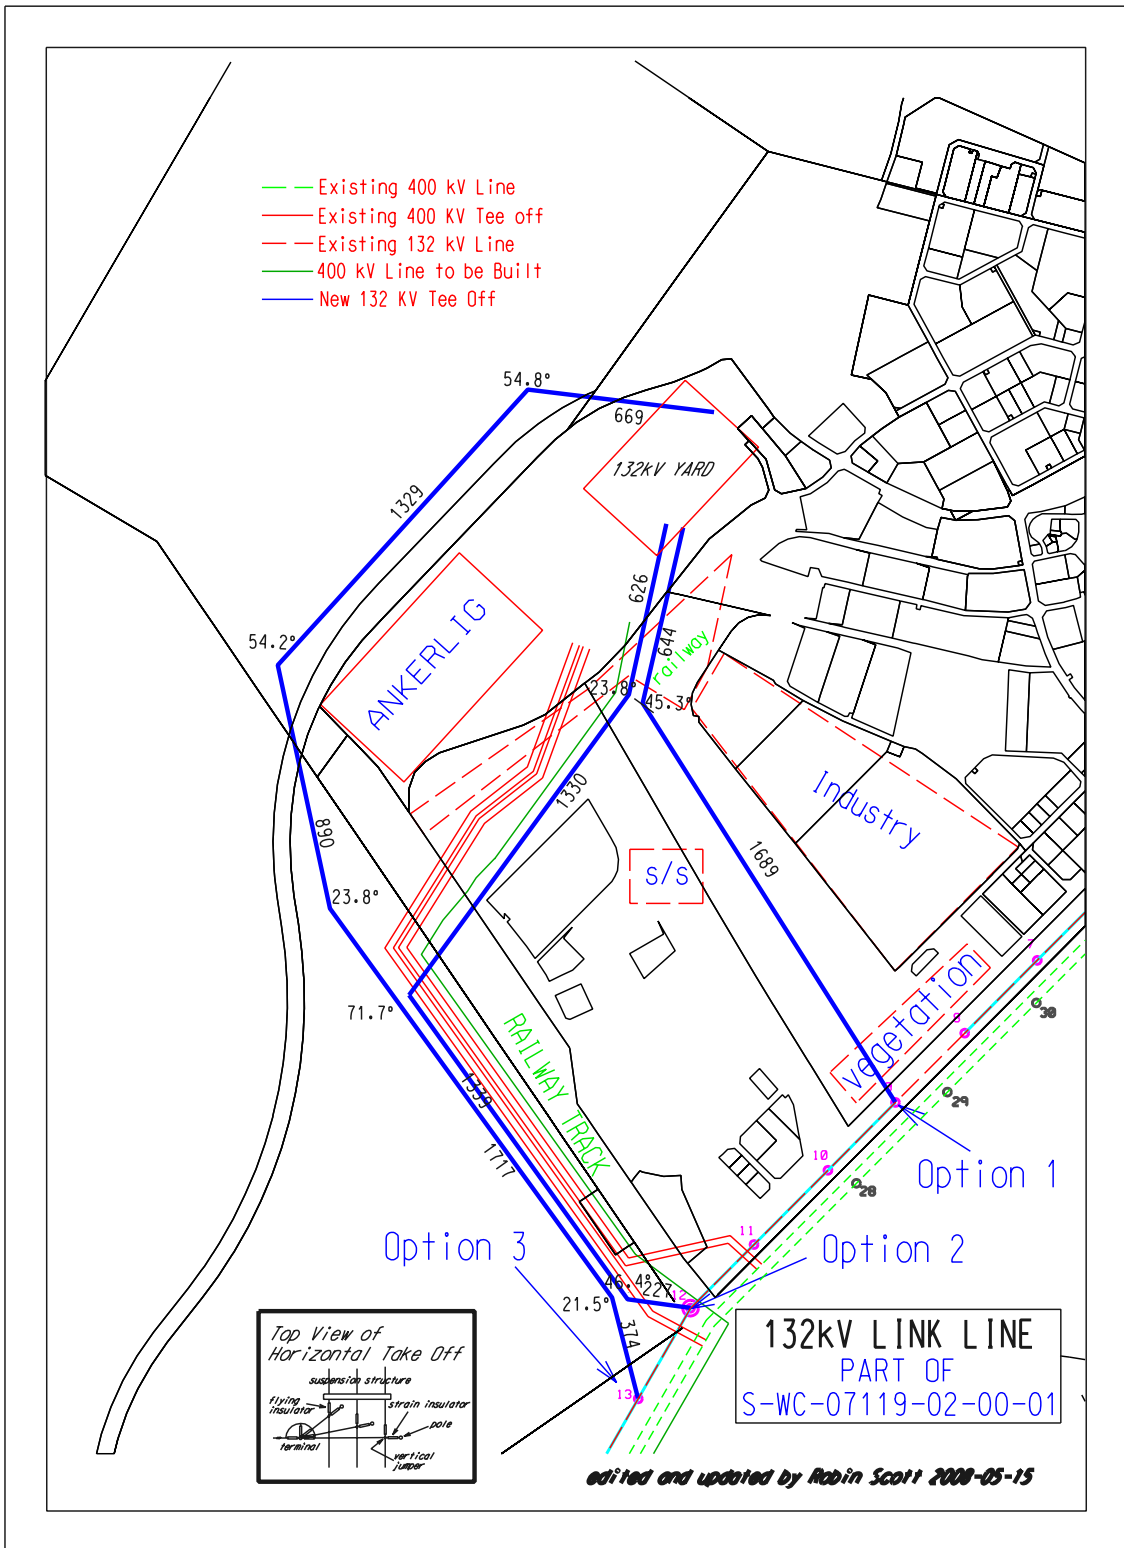 Existing 400 kV Line
Existing 400 KV Tee off
Existing 132 kV Line
400 kV Line to be Built
New 132 KV Tee Off
54.8°
669
132kV YARD
1329
626
644
railway
54.2°
ANKERLIG
23.8°
45.3°
1330
Industry
890
1689
S/S
23.8°
7
vegetation
30
71.7°
8
RAILWAY TRACK
1339
9
29
1717
10
28
Option 1
11
Option 3
Option 2
46.4°
227
12
21.5°
374
13
Top View of
Horizontal Take Off
suspension structure
flying
insulator
strain insulator
pole
terminal
vertical
jumper
132kV LINK LINE
PART OF
S-WC-07119-02-00-01
edited and updated by Robin Scott 2008-05-15